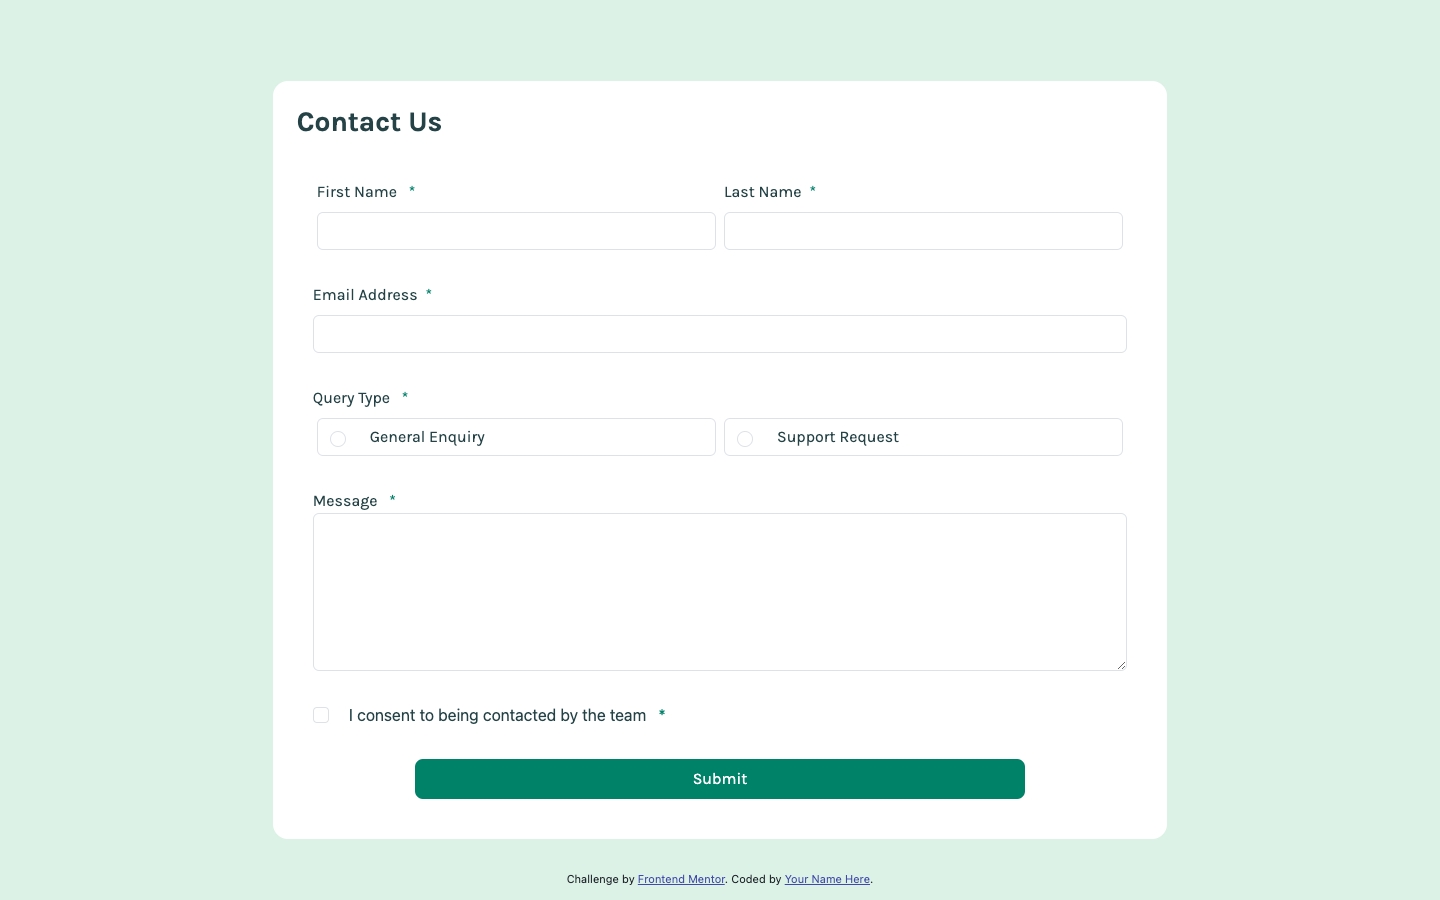 Contact Us
First Name *
Last Name *
Email Address *
Query Type *
General Enquiry
Support Request
Message *
I consent to being contacted by the team *
Submit
Challenge by Frontend Mentor. Coded by Your Name Here.